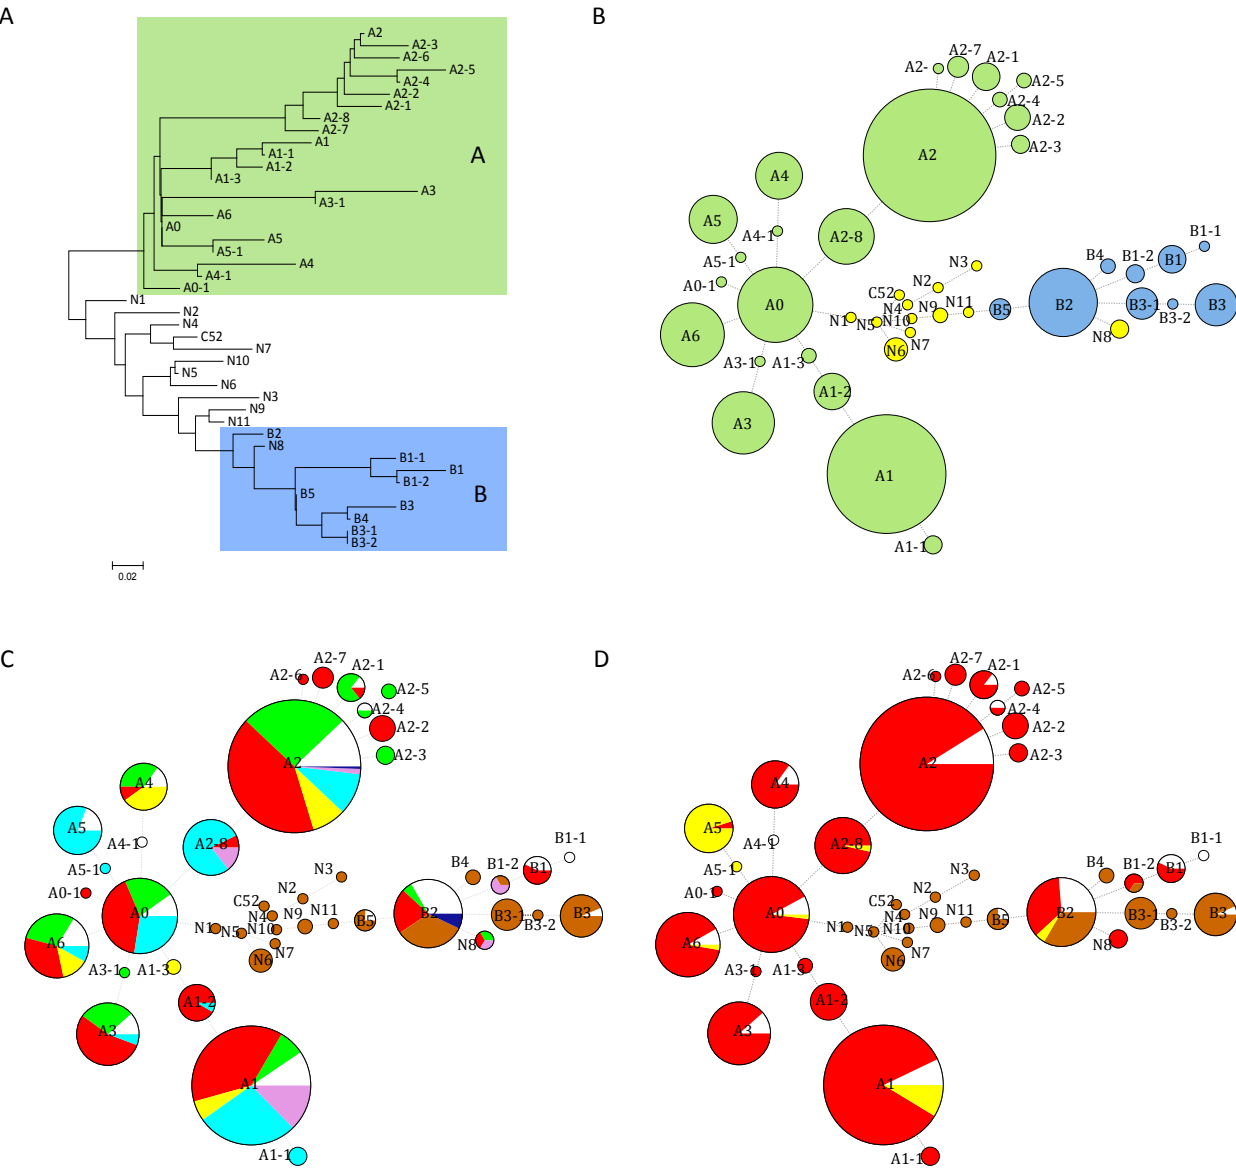 A
A2
A2-3
A2-6
A2-5
A2-4
A2-2
A2-1
A2-8
A2-7
A1
A1-1
A1-2
A1-3
A
A3
A3-1
A6
A0
A5
A5-1
A4
A4-1
A0-1
N1
N2
N4
C52
N7
N10
N5
N6
N3
N9
N11
B2
N8
B1-1
B1
B1-2
B5
B
B3
B4
B3-1
B3-2
0.02
B
A2-7
A2-1
A2-
A2-5
A2-4
A2-2
A2-3
A2
A4
A5
A4-1
A2-8
A5-1
A0-1
A0
A6
A3-1
A1-3
A3
A1-2
A1
A1-1
N3
N2
C52
N4
N9
N11
N1
N5
N10
N7
N6
B5
B2
B4
B1-2
B1
B1-1
B3-1
B3-2
B3
N8
C
A2-6
A2-7
A2-1
A2-5
A2-4
A2-2
A2-3
A2
A4
A5
A4-1
A2-8
A5-1
A0-1
A0
A6
A3-1
A1-3
A3
A1-2
A1
A1-1
N3
N2
C52
N4
N9
N11
N1
N5
N10
N7
N6
B5
B2
B4
B1-2
B1
B1-1
B3-1
B3-2
B3
N8
D
A2-6
A2-7
A2-1
A2-5
A2-4
A2-2
A2-3
A2
A4
A5
A4-1
A2-8
A5-1
A0-1
A0
A6
A3-1
A1-3
A3
A1-2
A1
A1-1
N3
N2
C52
N4
N9
N11
N1
N5
N10
N7
N6
B5
B2
B4
B1-2
B1
B1-1
B3-1
B3-2
B3
N8